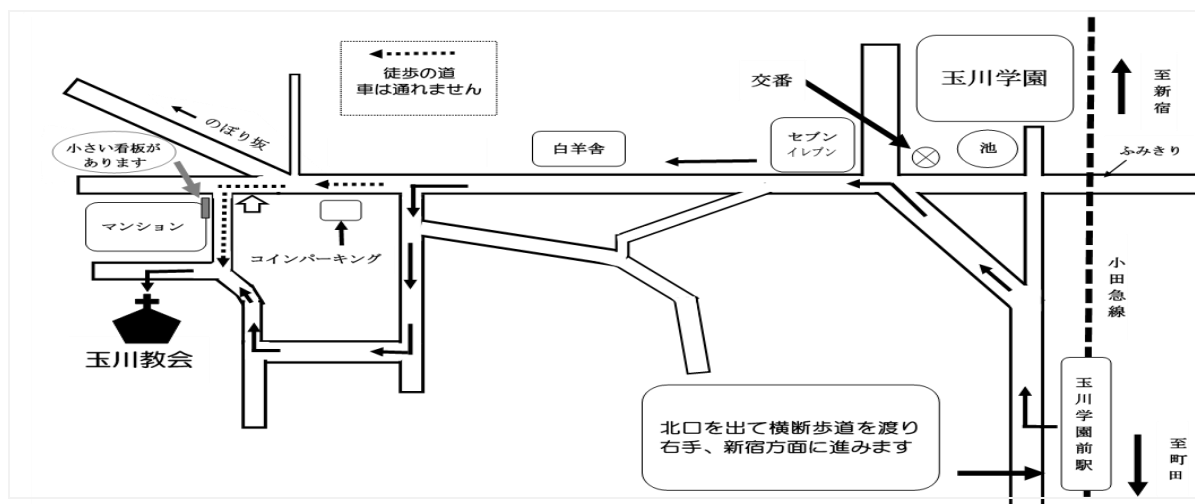 徒歩の道
車は通れません
のぼり坂
小さい看板が
あります
マンション
コインパーキング
玉川教会
白羊舎
セブン
イレブン
交番
池
玉川学園
至新宿
ふみきり
小田急線
玉川学園前駅
至町田
北口を出て横断歩道を渡り
右手、新宿方面に進みます